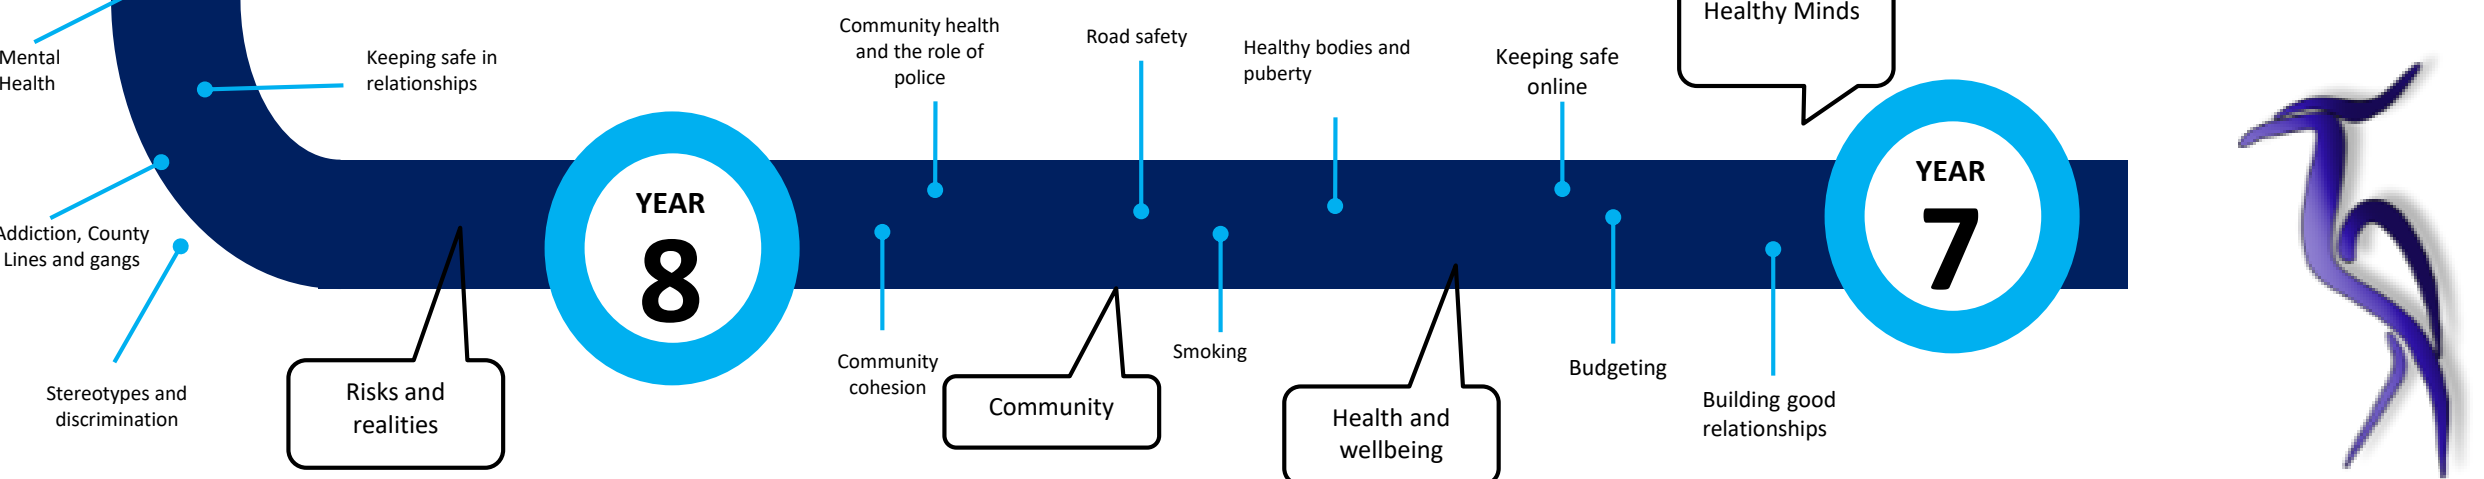 Healthy Minds
Community health
and the role of
police
Road safety
Healthy bodies and
puberty
Keeping safe
online
Mental
Health
Keeping safe in
relationships
YEAR
7
YEAR
8
Addiction, County
Lines and gangs
Stereotypes and
discrimination
Risks and
realities
Community
cohesion
Community
Smoking
Health and
wellbeing
Budgeting
Building good
relationships